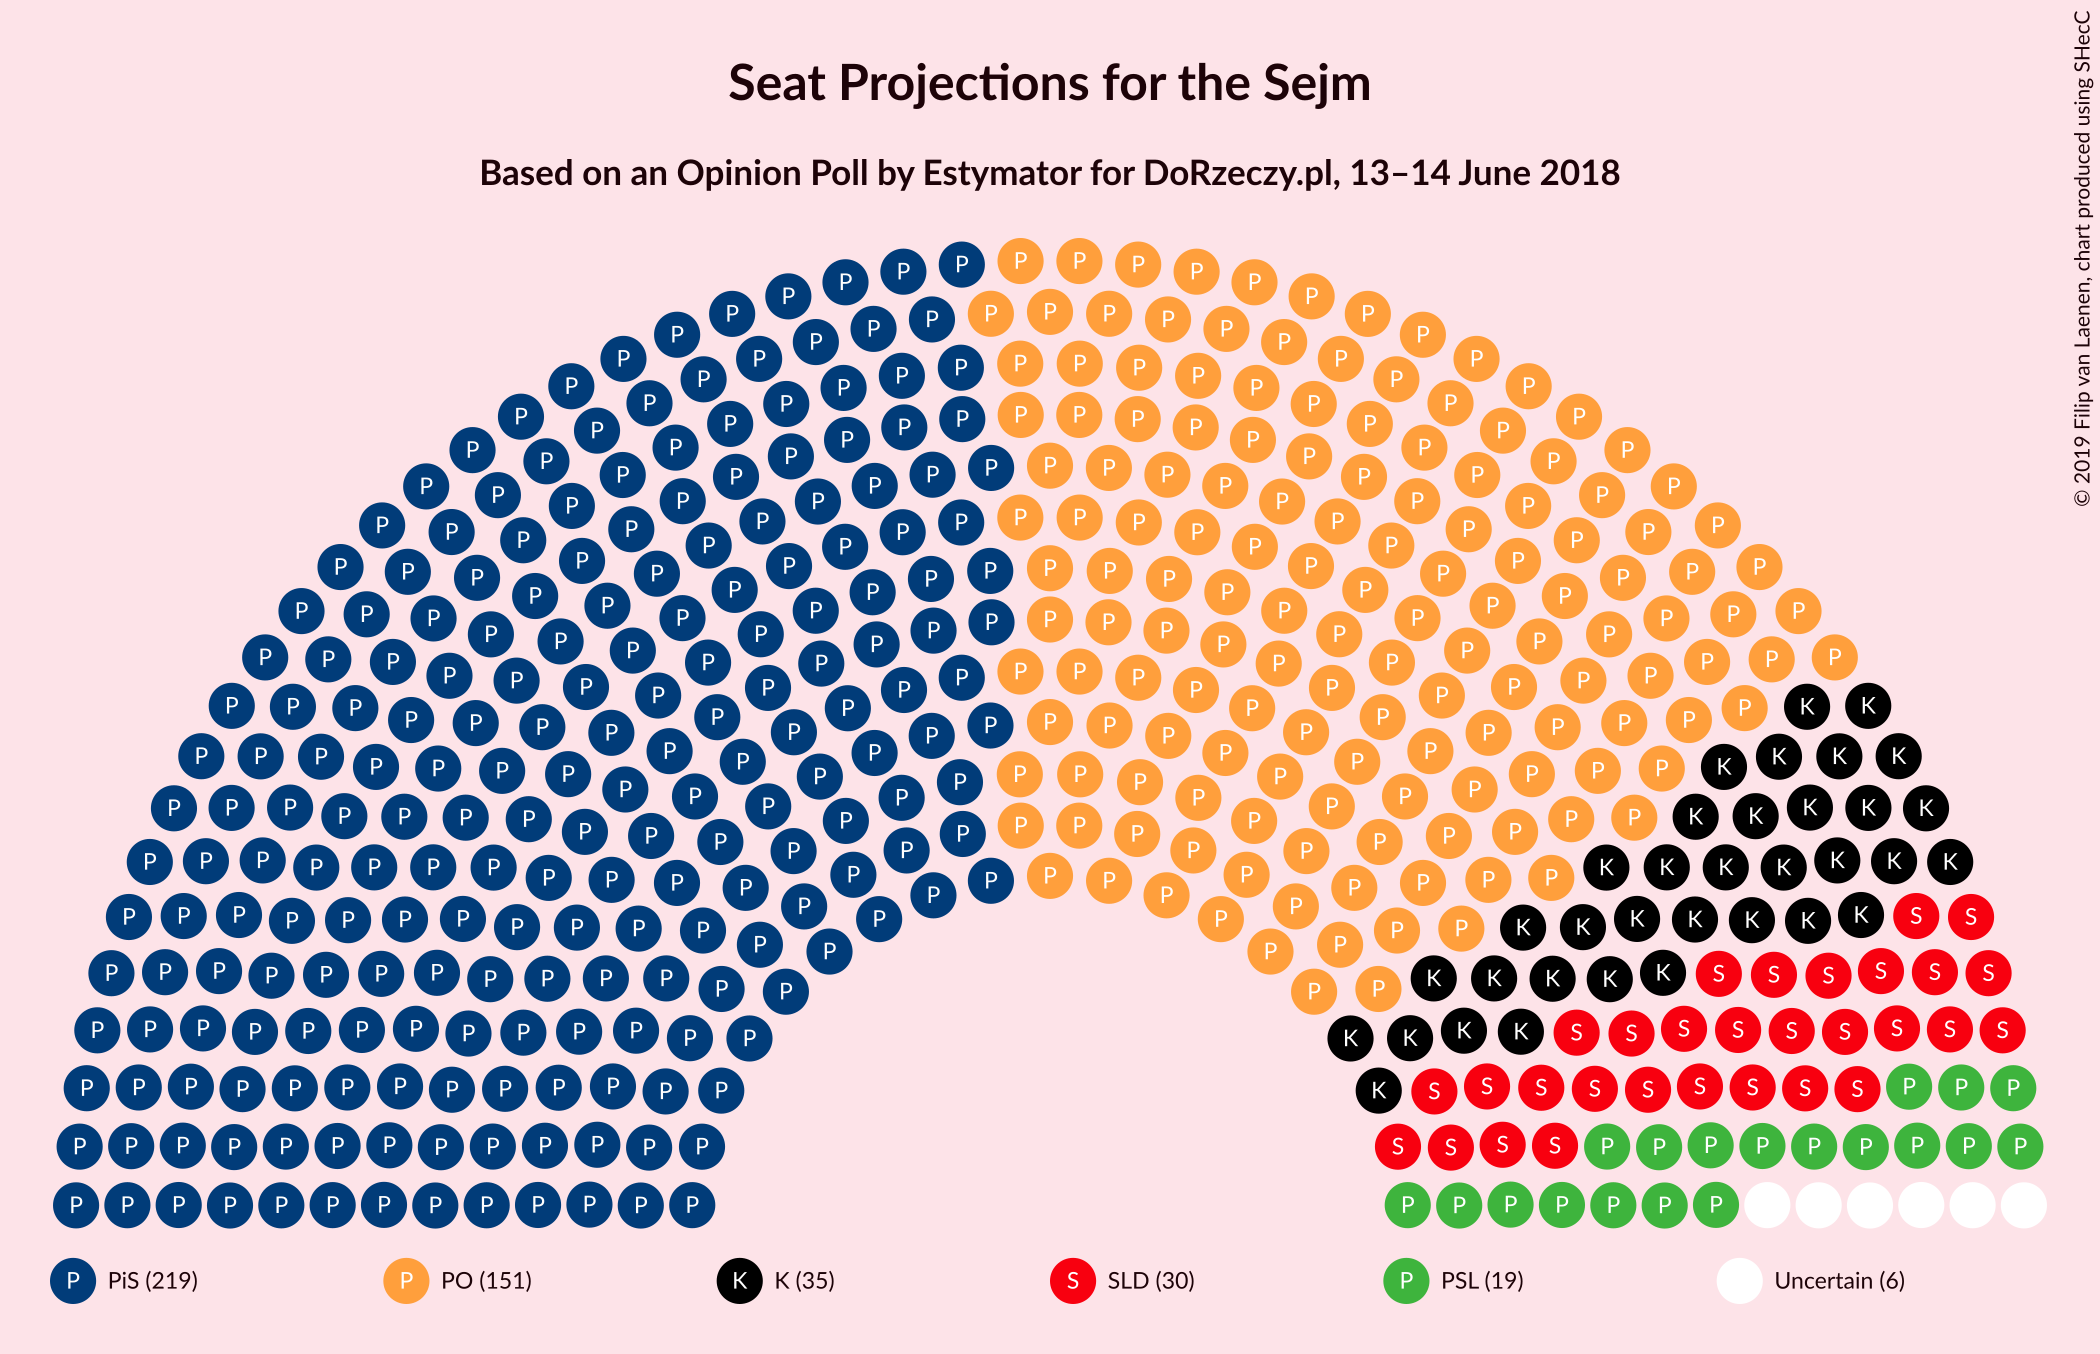 Seat Projections for the Sejm
Based on an Opinion Poll by Estymator for DoRzeczy.pl, 13–14 June 2018
© 2019 Filip van Laenen, chart produced using SHecC
P PiS (219)
P PO (151)
K K (35)
S SLD (30)
P PSL (19)
Uncertain (6)